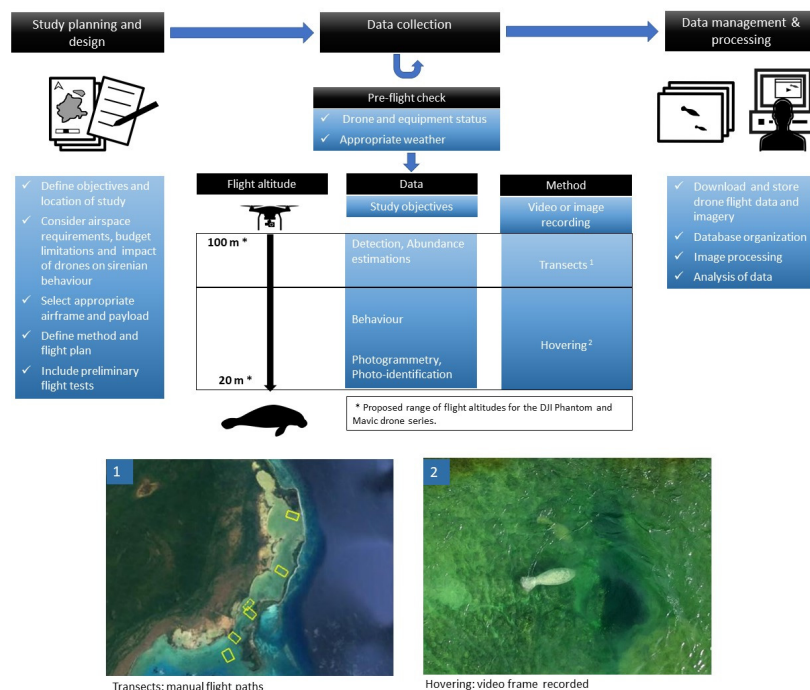 Study planning and
design
Data collection
Data management &
processing
Pre-flight check
✓ Drone and equipment status
✓ Appropriate weather
✓ Define objectives and
location of study
✓ Consider airspace
requirements, budget
limitations and impact
of drones on sirenian
behaviour
✓ Select appropriate
airframe and payload
✓ Define method and
flight plan
✓ Include preliminary
flight tests
Flight altitude
Data
Method
Study objectives
Video or image
recording
100 m *
Detection, Abundance
estimations
Transects 1
Behaviour
Hovering 2
Photogrammetry,
Photo-identification
20 m *
* Proposed range of flight altitudes for the DJI Phantom and
Mavic drone series.
✓ Download and store
drone flight data and
imagery
✓ Database organization
✓ Image processing
✓ Analysis of data
1
2
Transects: manual flight paths
Hovering: video frame recorded